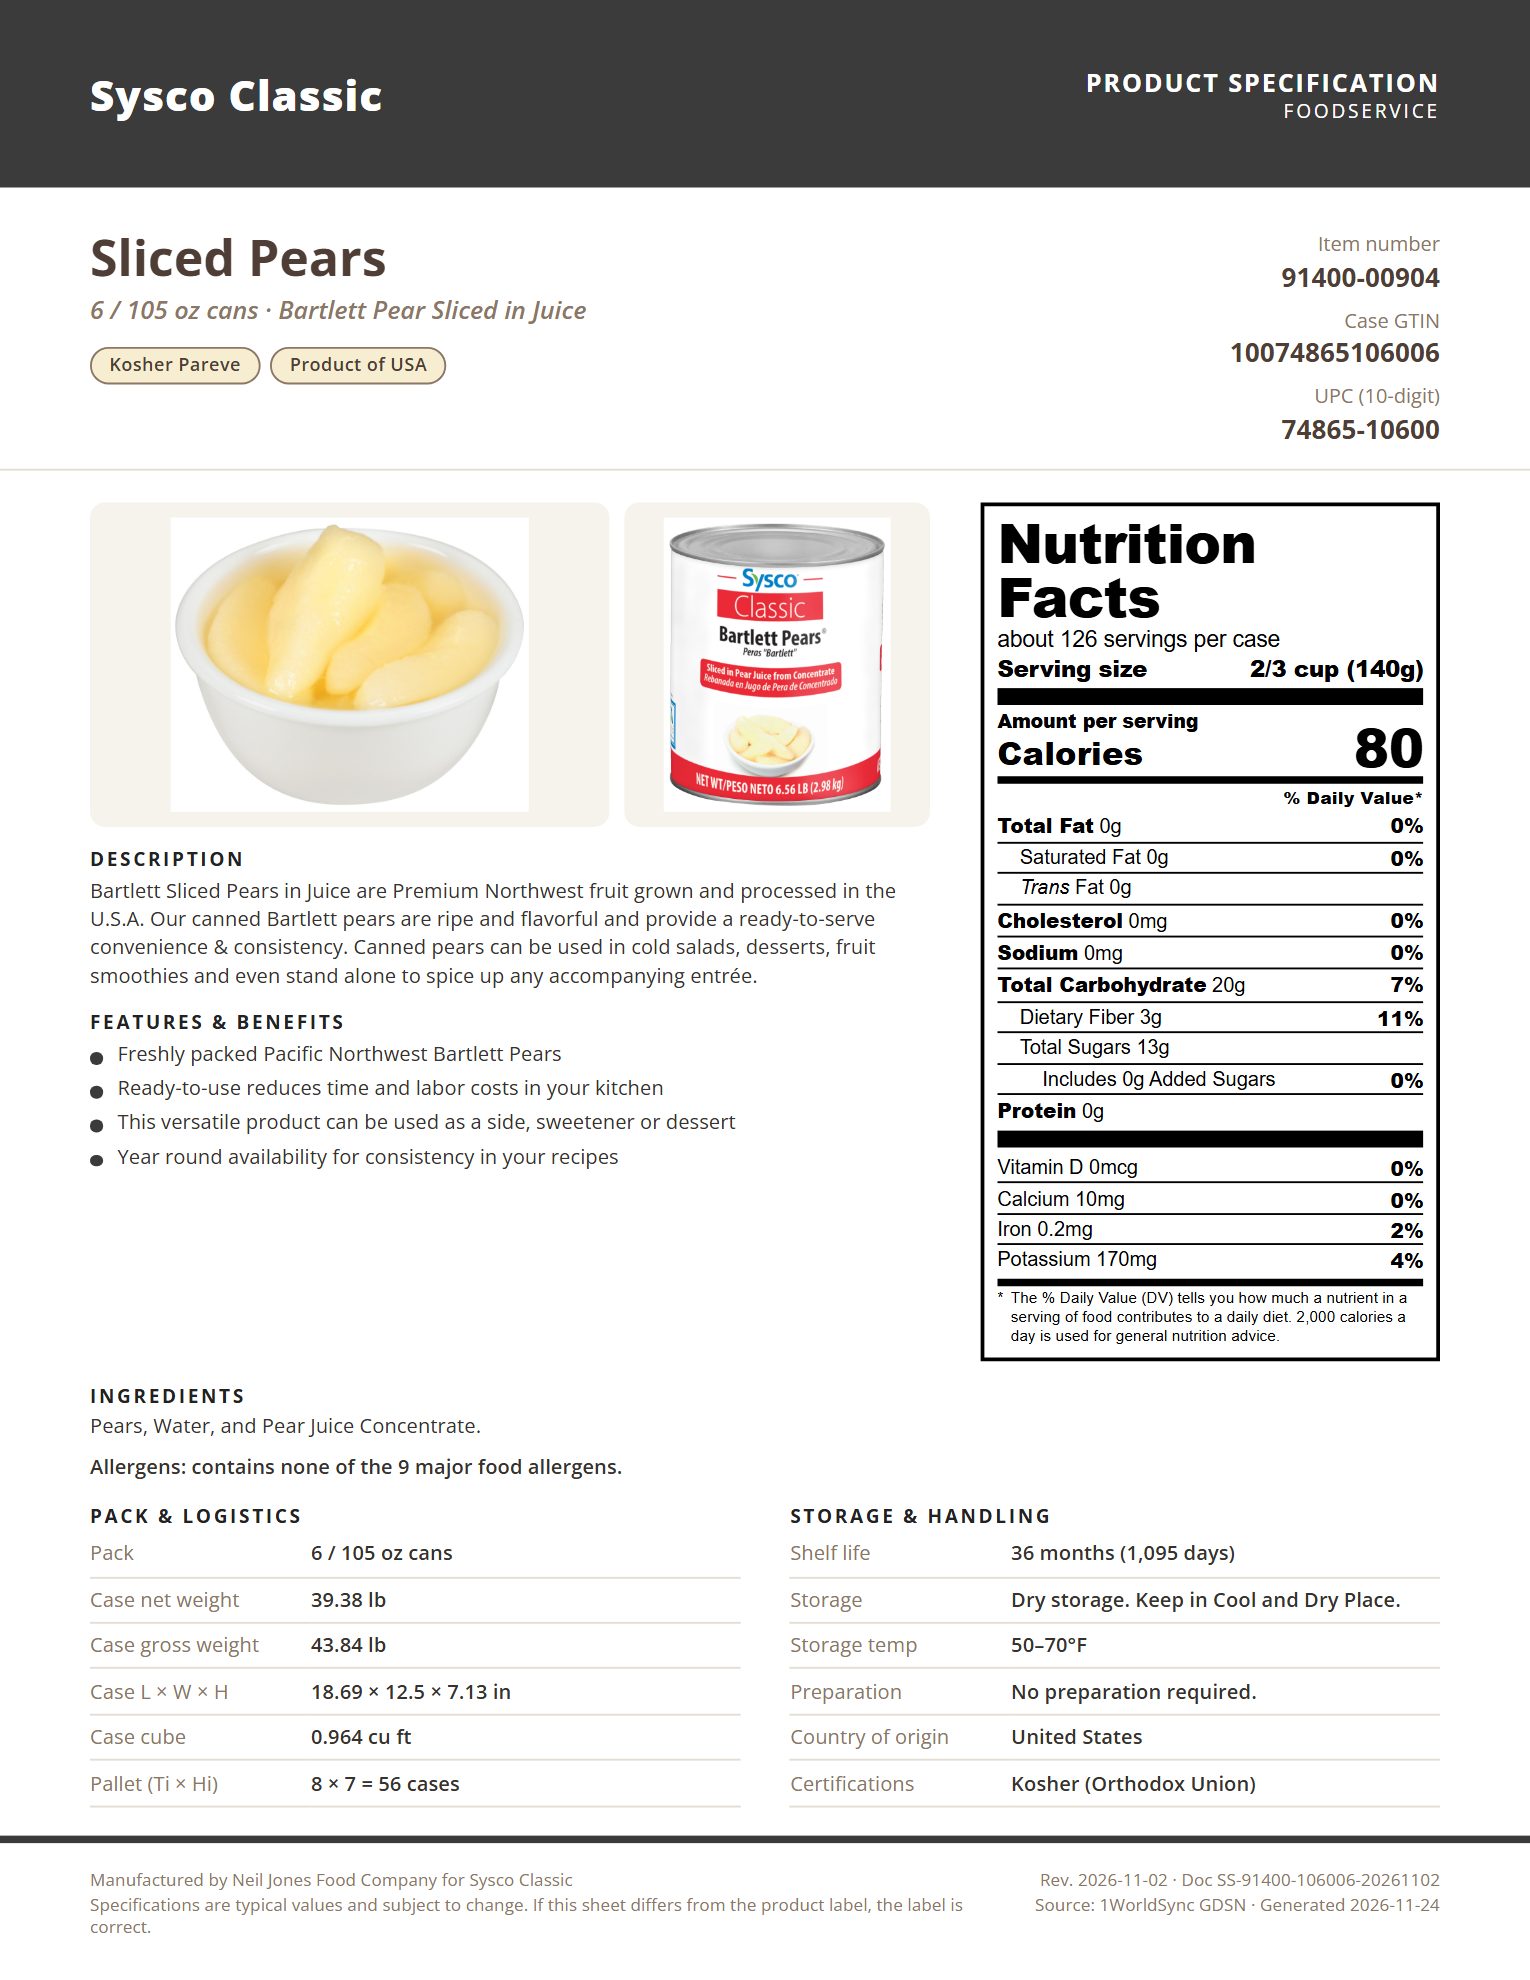 Sysco Classic
PRODUCT SPECIFICATION
FOODSERVICE
Sliced Pears
6 / 105 oz cans · Bartlett Pear Sliced in Juice
Kosher Pareve
Product of USA
Item number
91400-00904
Case GTIN
10074865106006
UPC (10-digit)
74865-10600
Sysco
Classic
Bartlett Pears®
Peras "Bartlett"
Sliced in Pear Juice from Concentrate
Rebanada en Jugo de Pera de Concentrado
NET WT/PESO NETO 6.56 LB (2.98 kg)
DESCRIPTION
Bartlett Sliced Pears in Juice are Premium Northwest fruit grown and processed in the
U.S.A. Our canned Bartlett pears are ripe and flavorful and provide a ready-to-serve
convenience & consistency. Canned pears can be used in cold salads, desserts, fruit
smoothies and even stand alone to spice up any accompanying entrée.
FEATURES & BENEFITS
● Freshly packed Pacific Northwest Bartlett Pears
● Ready-to-use reduces time and labor costs in your kitchen
● This versatile product can be used as a side, sweetener or dessert
● Year round availability for consistency in your recipes
Nutrition
Facts
about 126 servings per case
Serving size 2/3 cup (140g)
Amount per serving
Calories 80
% Daily Value*
Total Fat 0g 0%
Saturated Fat 0g 0%
Trans Fat 0g
Cholesterol 0mg 0%
Sodium 0mg 0%
Total Carbohydrate 20g 7%
Dietary Fiber 3g 11%
Total Sugars 13g
Includes 0g Added Sugars 0%
Protein 0g
Vitamin D 0mcg 0%
Calcium 10mg 0%
Iron 0.2mg 2%
Potassium 170mg 4%
* The % Daily Value (DV) tells you how much a nutrient in a
serving of food contributes to a daily diet. 2,000 calories a
day is used for general nutrition advice.
INGREDIENTS
Pears, Water, and Pear Juice Concentrate.
Allergens: contains none of the 9 major food allergens.
PACK & LOGISTICS
Pack 6 / 105 oz cans
Case net weight 39.38 lb
Case gross weight 43.84 lb
Case L × W × H 18.69 × 12.5 × 7.13 in
Case cube 0.964 cu ft
Pallet (Ti × Hi) 8 × 7 = 56 cases
STORAGE & HANDLING
Shelf life 36 months (1,095 days)
Storage Dry storage. Keep in Cool and Dry Place.
Storage temp 50–70°F
Preparation No preparation required.
Country of origin United States
Certifications Kosher (Orthodox Union)
Manufactured by Neil Jones Food Company for Sysco Classic
Specifications are typical values and subject to change. If this sheet differs from the product label, the label is
correct.
Rev. 2026-11-02 · Doc SS-91400-106006-20261102
Source: 1WorldSync GDSN · Generated 2026-11-24